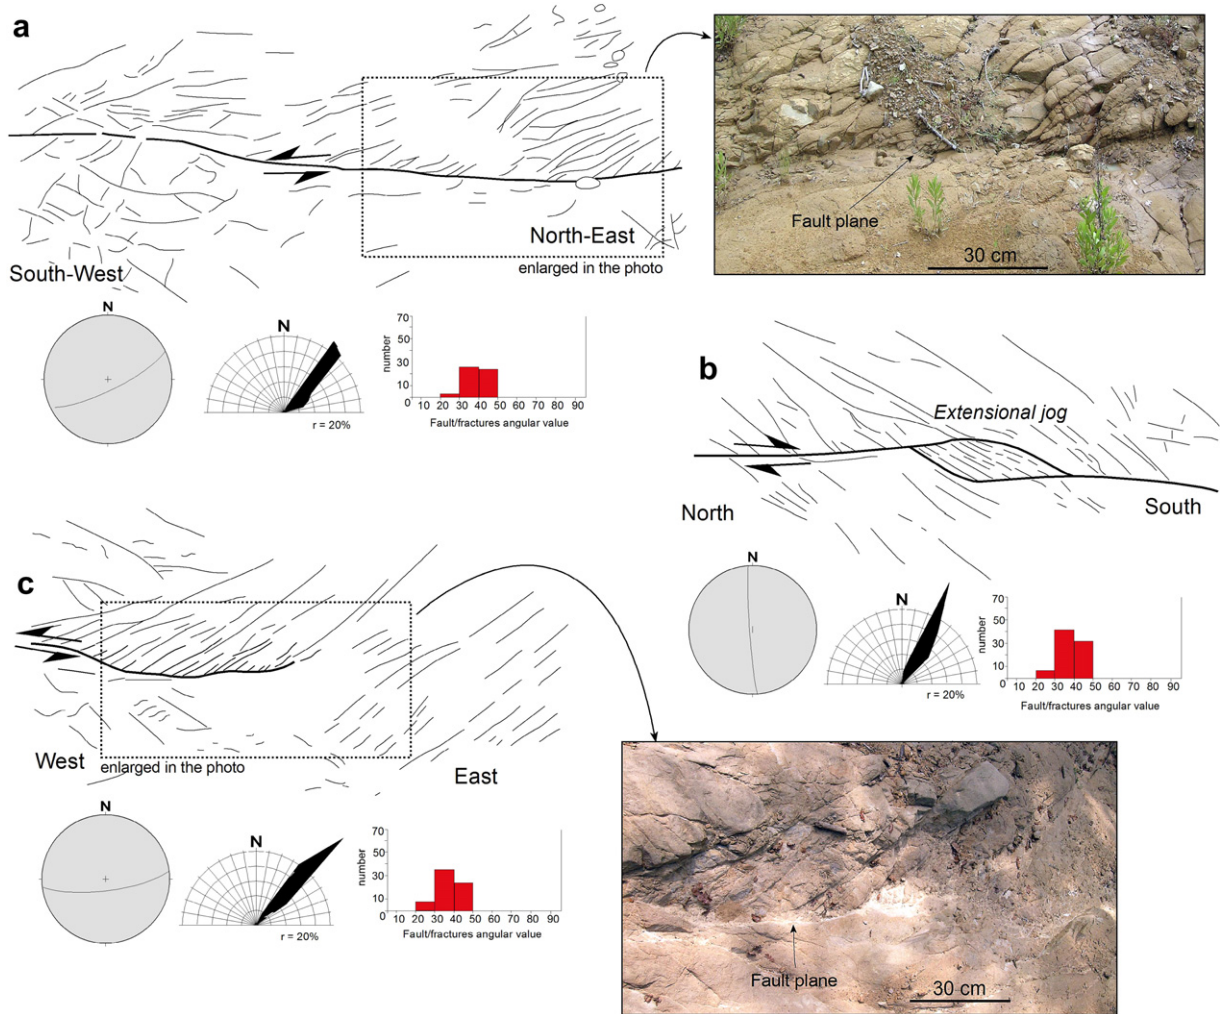 a
North-East
enlarged in the photo
South-West
Fault plane
30 cm
N
N
r = 20%
number
70
50
30
10
10 20 30 40 50 60 70 80 90
Fault/fractures angular value
b
Extensional jog
North
South
N
N
r = 20%
number
70
50
30
10
10 20 30 40 50 60 70 80 90
Fault/fractures angular value
c
West
enlarged in the photo
East
N
N
r = 20%
number
70
50
30
10
10 20 30 40 50 60 70 80 90
Fault/fractures angular value
Fault plane
30 cm